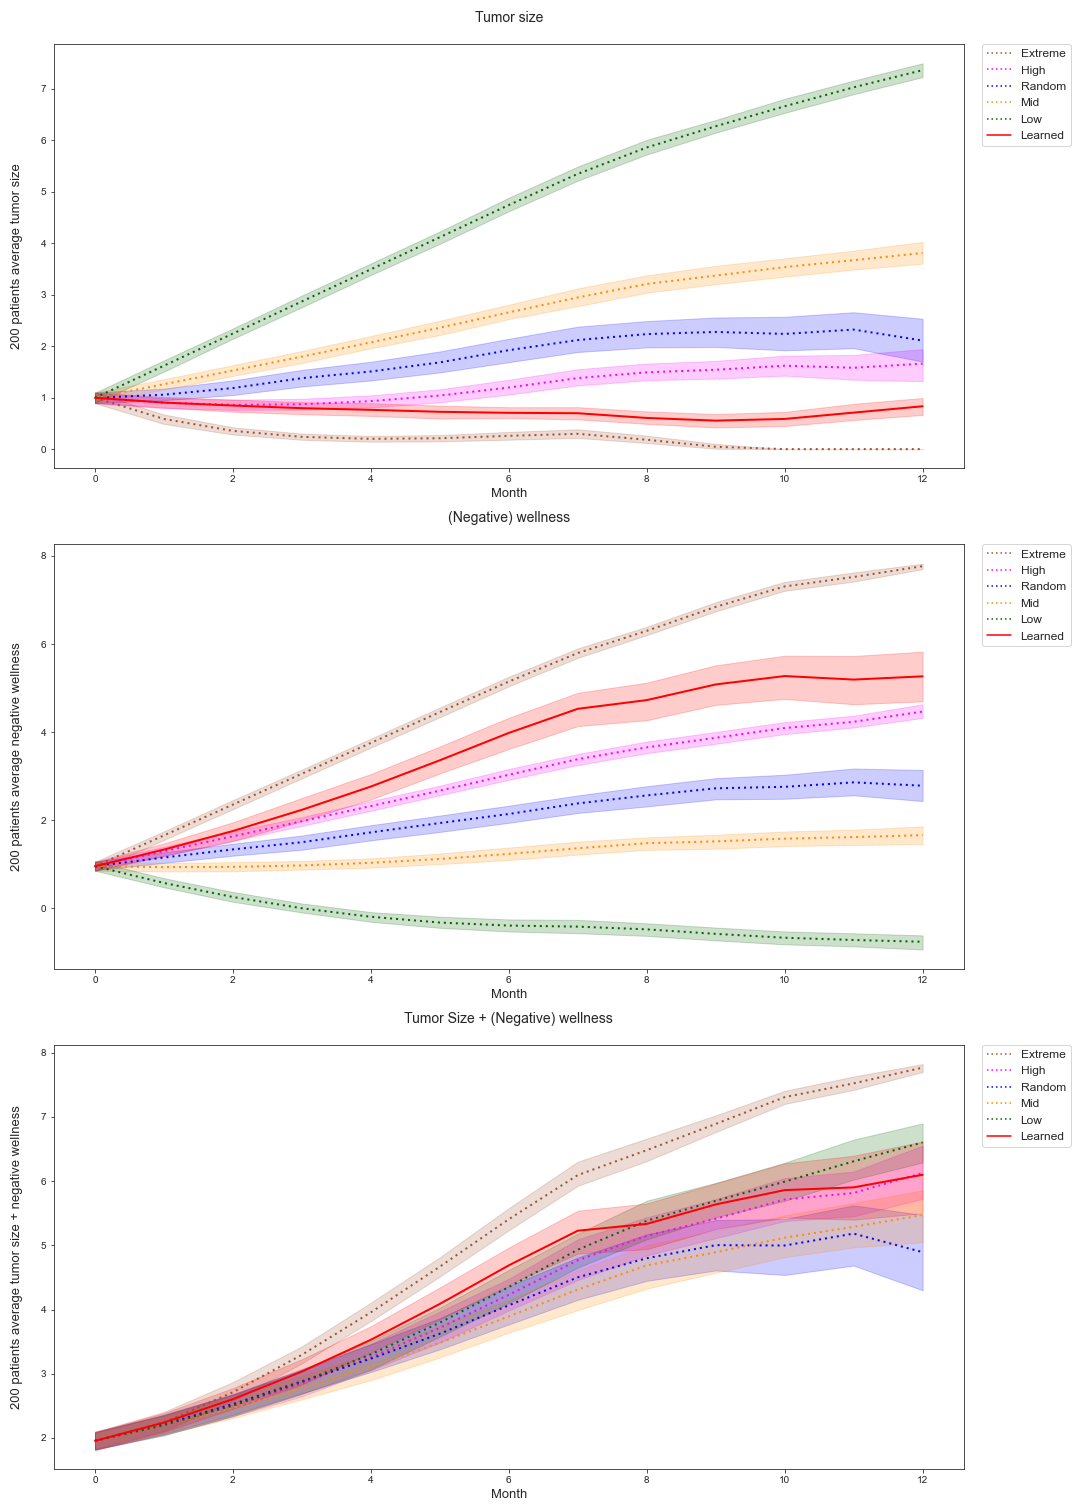 Tumor size
200 patients average tumor size
7
6
5
4
3
2
1
0
0 2 4 6 8 10 12
Month
Extreme
High
Random
Mid
Low
Learned
(Negative) wellness
200 patients average negative wellness
8
6
4
2
0
0 2 4 6 8 10 12
Month
Extreme
High
Random
Mid
Low
Learned
Tumor Size + (Negative) wellness
200 patients average tumor size + negative wellness
8
7
6
5
4
3
2
0 2 4 6 8 10 12
Month
Extreme
High
Random
Mid
Low
Learned